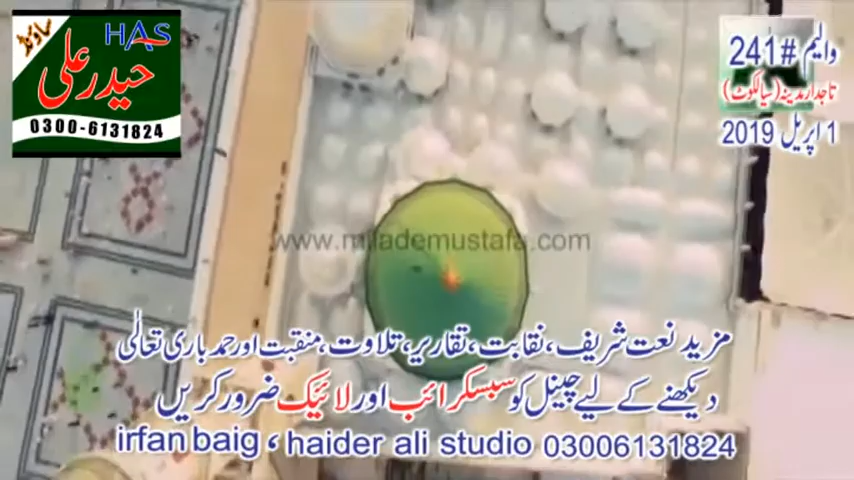 HAS
ساؤنڈ
حیدر علی
0300-6131824
والیم #241
تاجدار مدینہ (سیالکوٹ)
1 اپریل 2019
www.milademustafa.com
مزید نعت شریف، نقابت، تقاریر، تلاوت، منقبت اور حمد باری تعالٰی
دیکھنے کے لیے چینل کو سبسکرائب اور لائیک ضرور کریں
irfan baig، haider ali studio 03006131824